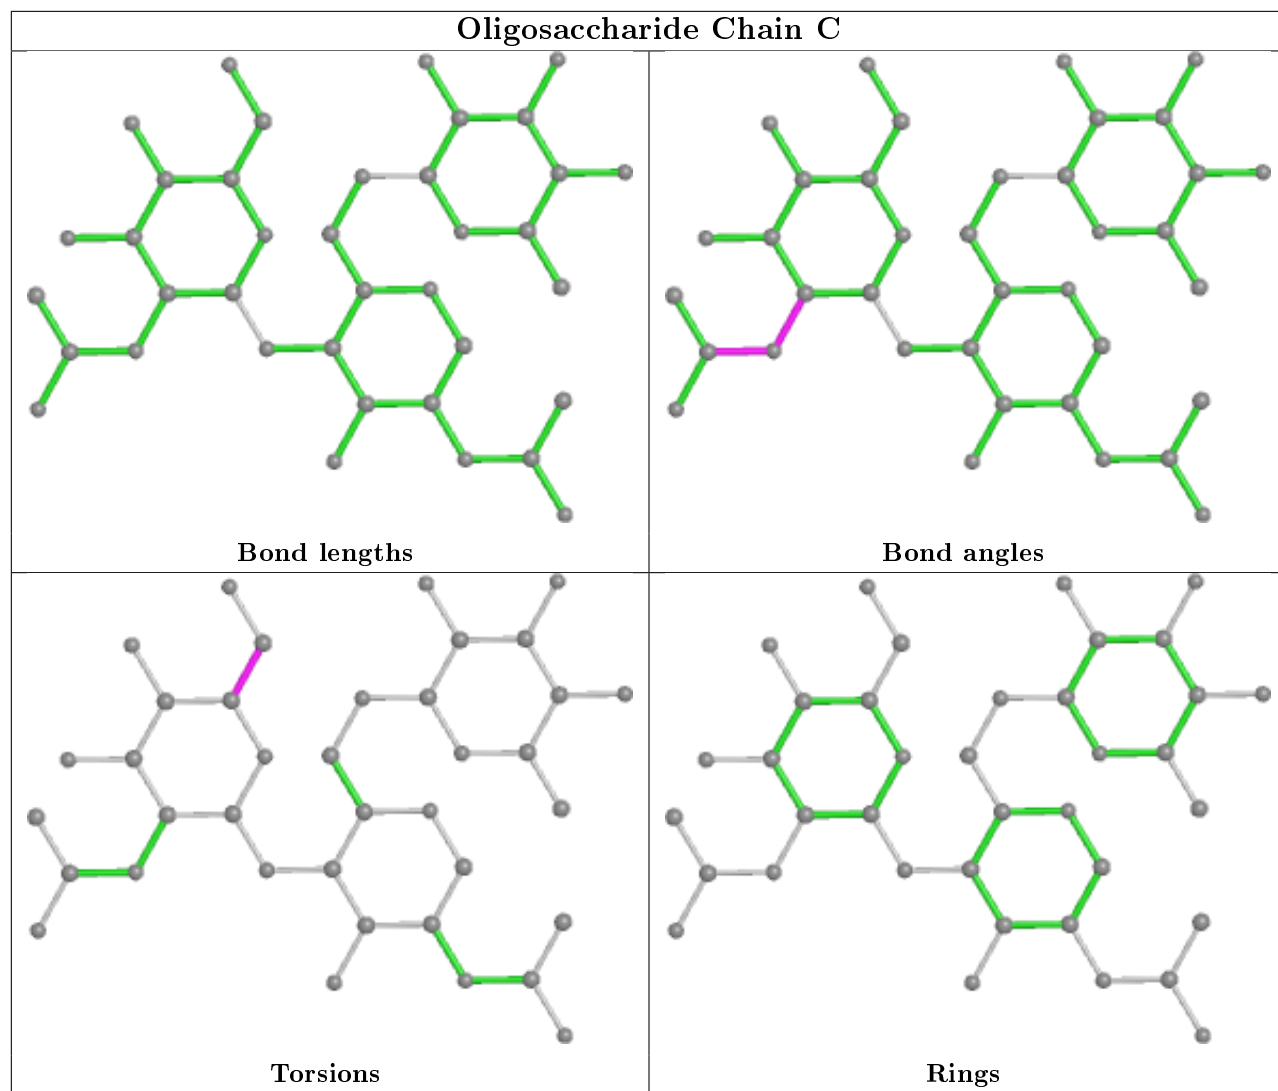 Oligosaccharide Chain C
Bond lengths
Bond angles
Torsions
Rings